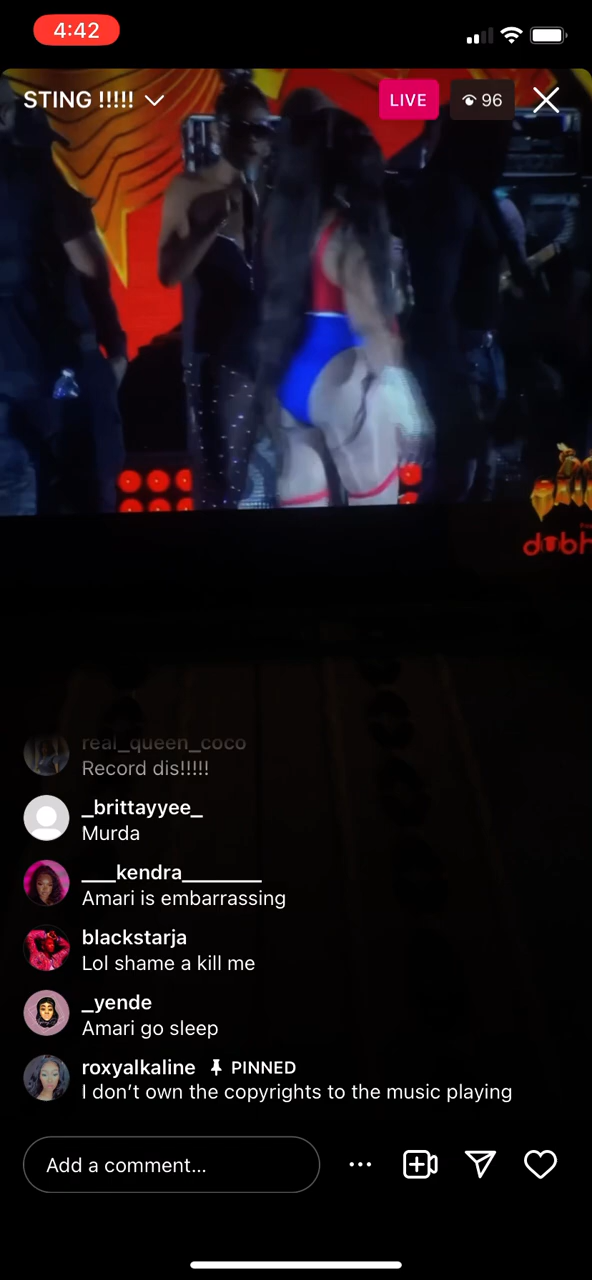 4:42
STING !!!!!
LIVE
96
real_queen_coco
Record dis!!!!!
_brittayyee_
Murda
___kendra________
Amari is embarrassing
blackstarja
Lol shame a kill me
_yende
Amari go sleep
roxyalkaline PINNED
I don’t own the copyrights to the music playing
Add a comment...